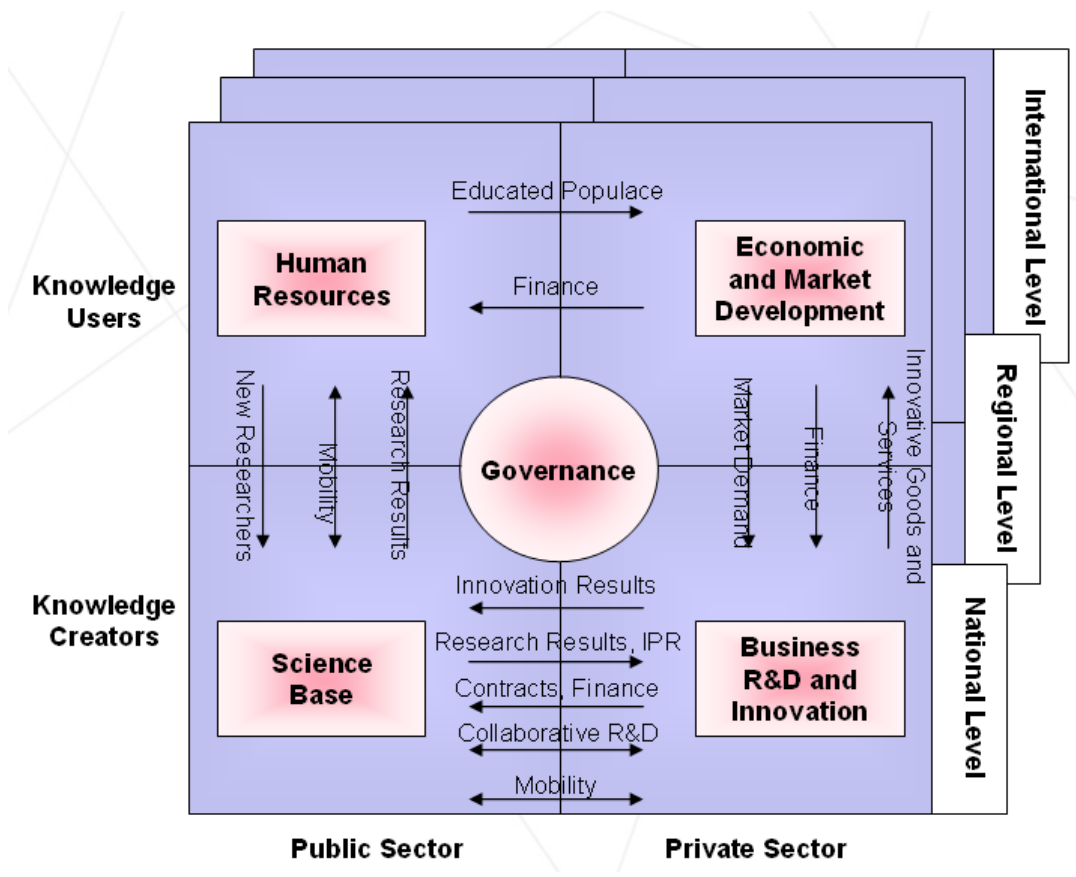 International Level
Educated Populace
Human
Resources
Economic
and Market
Development
Finance
Knowledge
Users
Regional Level
New Researchers
Mobility
Research Results
Governance
Market Demand
Finance
Innovative Goods and
Services
Knowledge
Creators
Innovation Results
Research Results, IPR
Science
Base
Business
R&D and
Innovation
Contracts, Finance
Collaborative R&D
Mobility
National Level
Public Sector
Private Sector